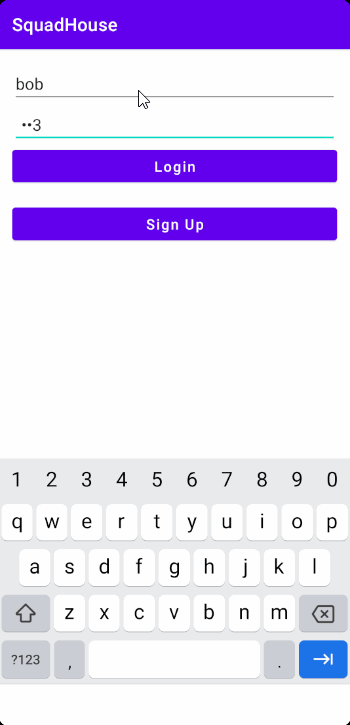 SquadHouse
bob
••3
Login
Sign Up
1 2 3 4 5 6 7 8 9 0
q w e r t y u i o p
a s d f g h j k l
z x c v b n m
?123 , .